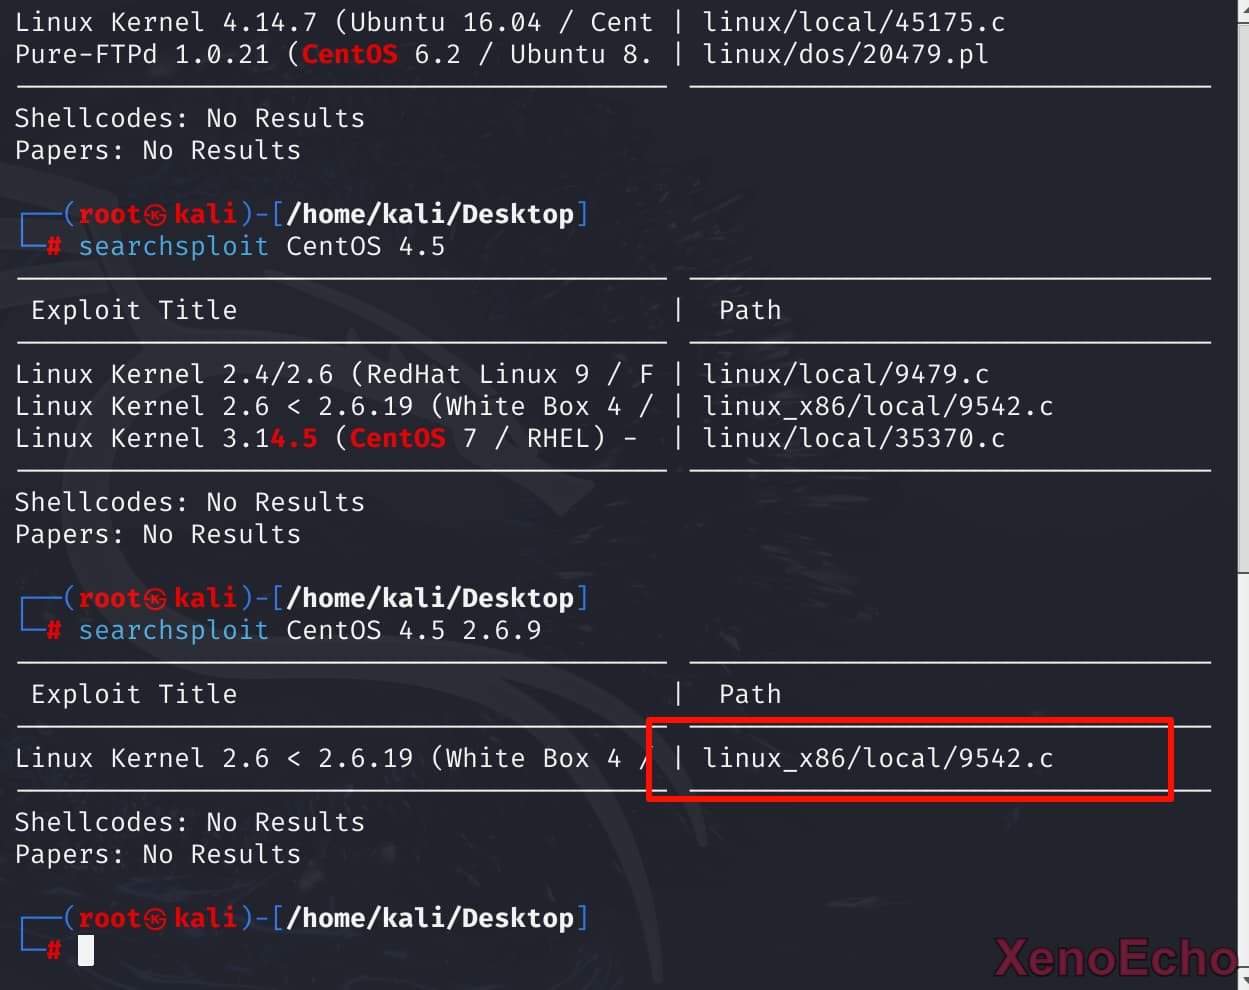 Linux Kernel 4.14.7 (Ubuntu 16.04 / Cent | linux/local/45175.c
Pure-FTPd 1.0.21 (CentOS 6.2 / Ubuntu 8. | linux/dos/20479.pl
Shellcodes: No Results
Papers: No Results
┌──(root㉿kali)-[/home/kali/Desktop]
└─# searchsploit CentOS 4.5
Exploit Title | Path
Linux Kernel 2.4/2.6 (RedHat Linux 9 / F | linux/local/9479.c
Linux Kernel 2.6 < 2.6.19 (White Box 4 / | linux_x86/local/9542.c
Linux Kernel 3.14.5 (CentOS 7 / RHEL) - | linux/local/35370.c
Shellcodes: No Results
Papers: No Results
┌──(root㉿kali)-[/home/kali/Desktop]
└─# searchsploit CentOS 4.5 2.6.9
Exploit Title | Path
Linux Kernel 2.6 < 2.6.19 (White Box 4 / | linux_x86/local/9542.c
Shellcodes: No Results
Papers: No Results
┌──(root㉿kali)-[/home/kali/Desktop]
└─#
XenoEcho